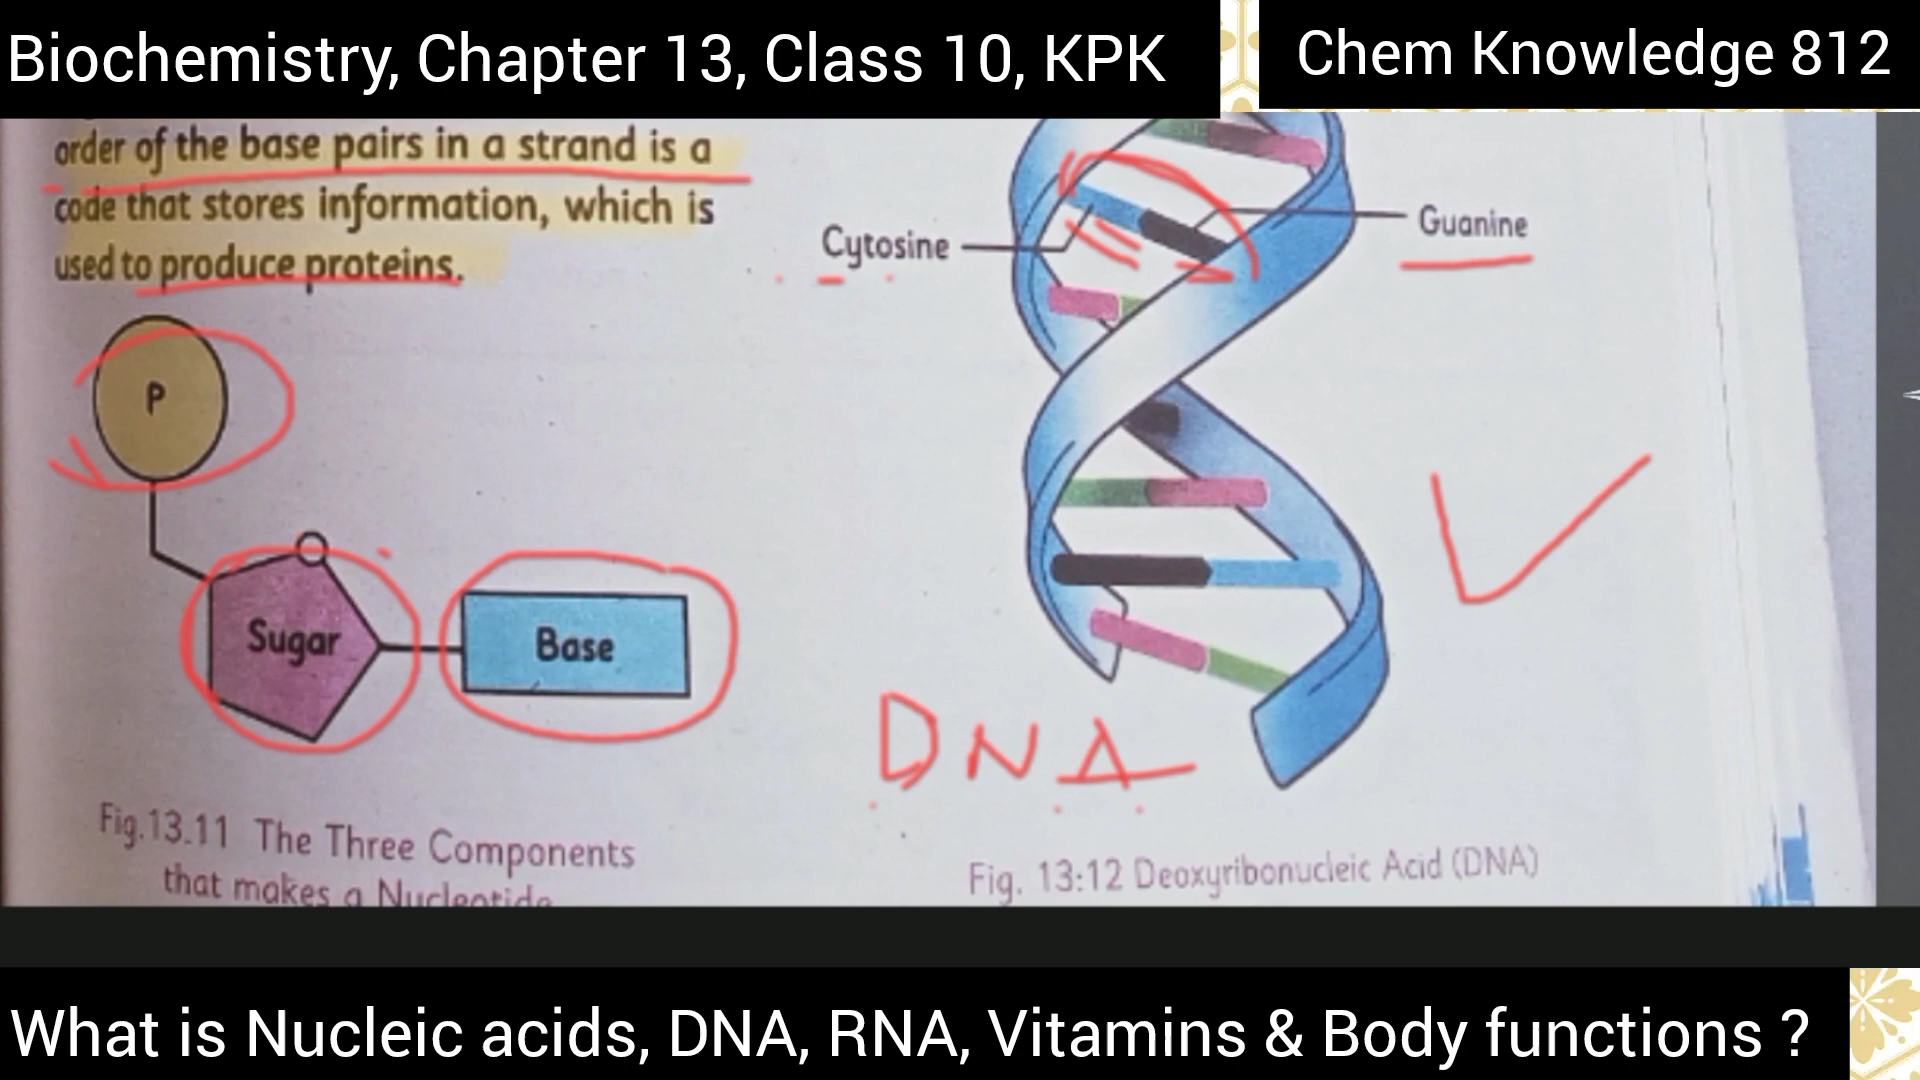 Biochemistry, Chapter 13, Class 10, KPK
Chem Knowledge 812
order of the base pairs in a strand is a
code that stores information, which is
used to produce proteins.
Cytosine
Guanine
P
Sugar
Base
DNA
Fig.13.11 The Three Components
that makes a Nucleotide
Fig. 13:12 Deoxyribonucleic Acid (DNA)
What is Nucleic acids, DNA, RNA, Vitamins & Body functions ?